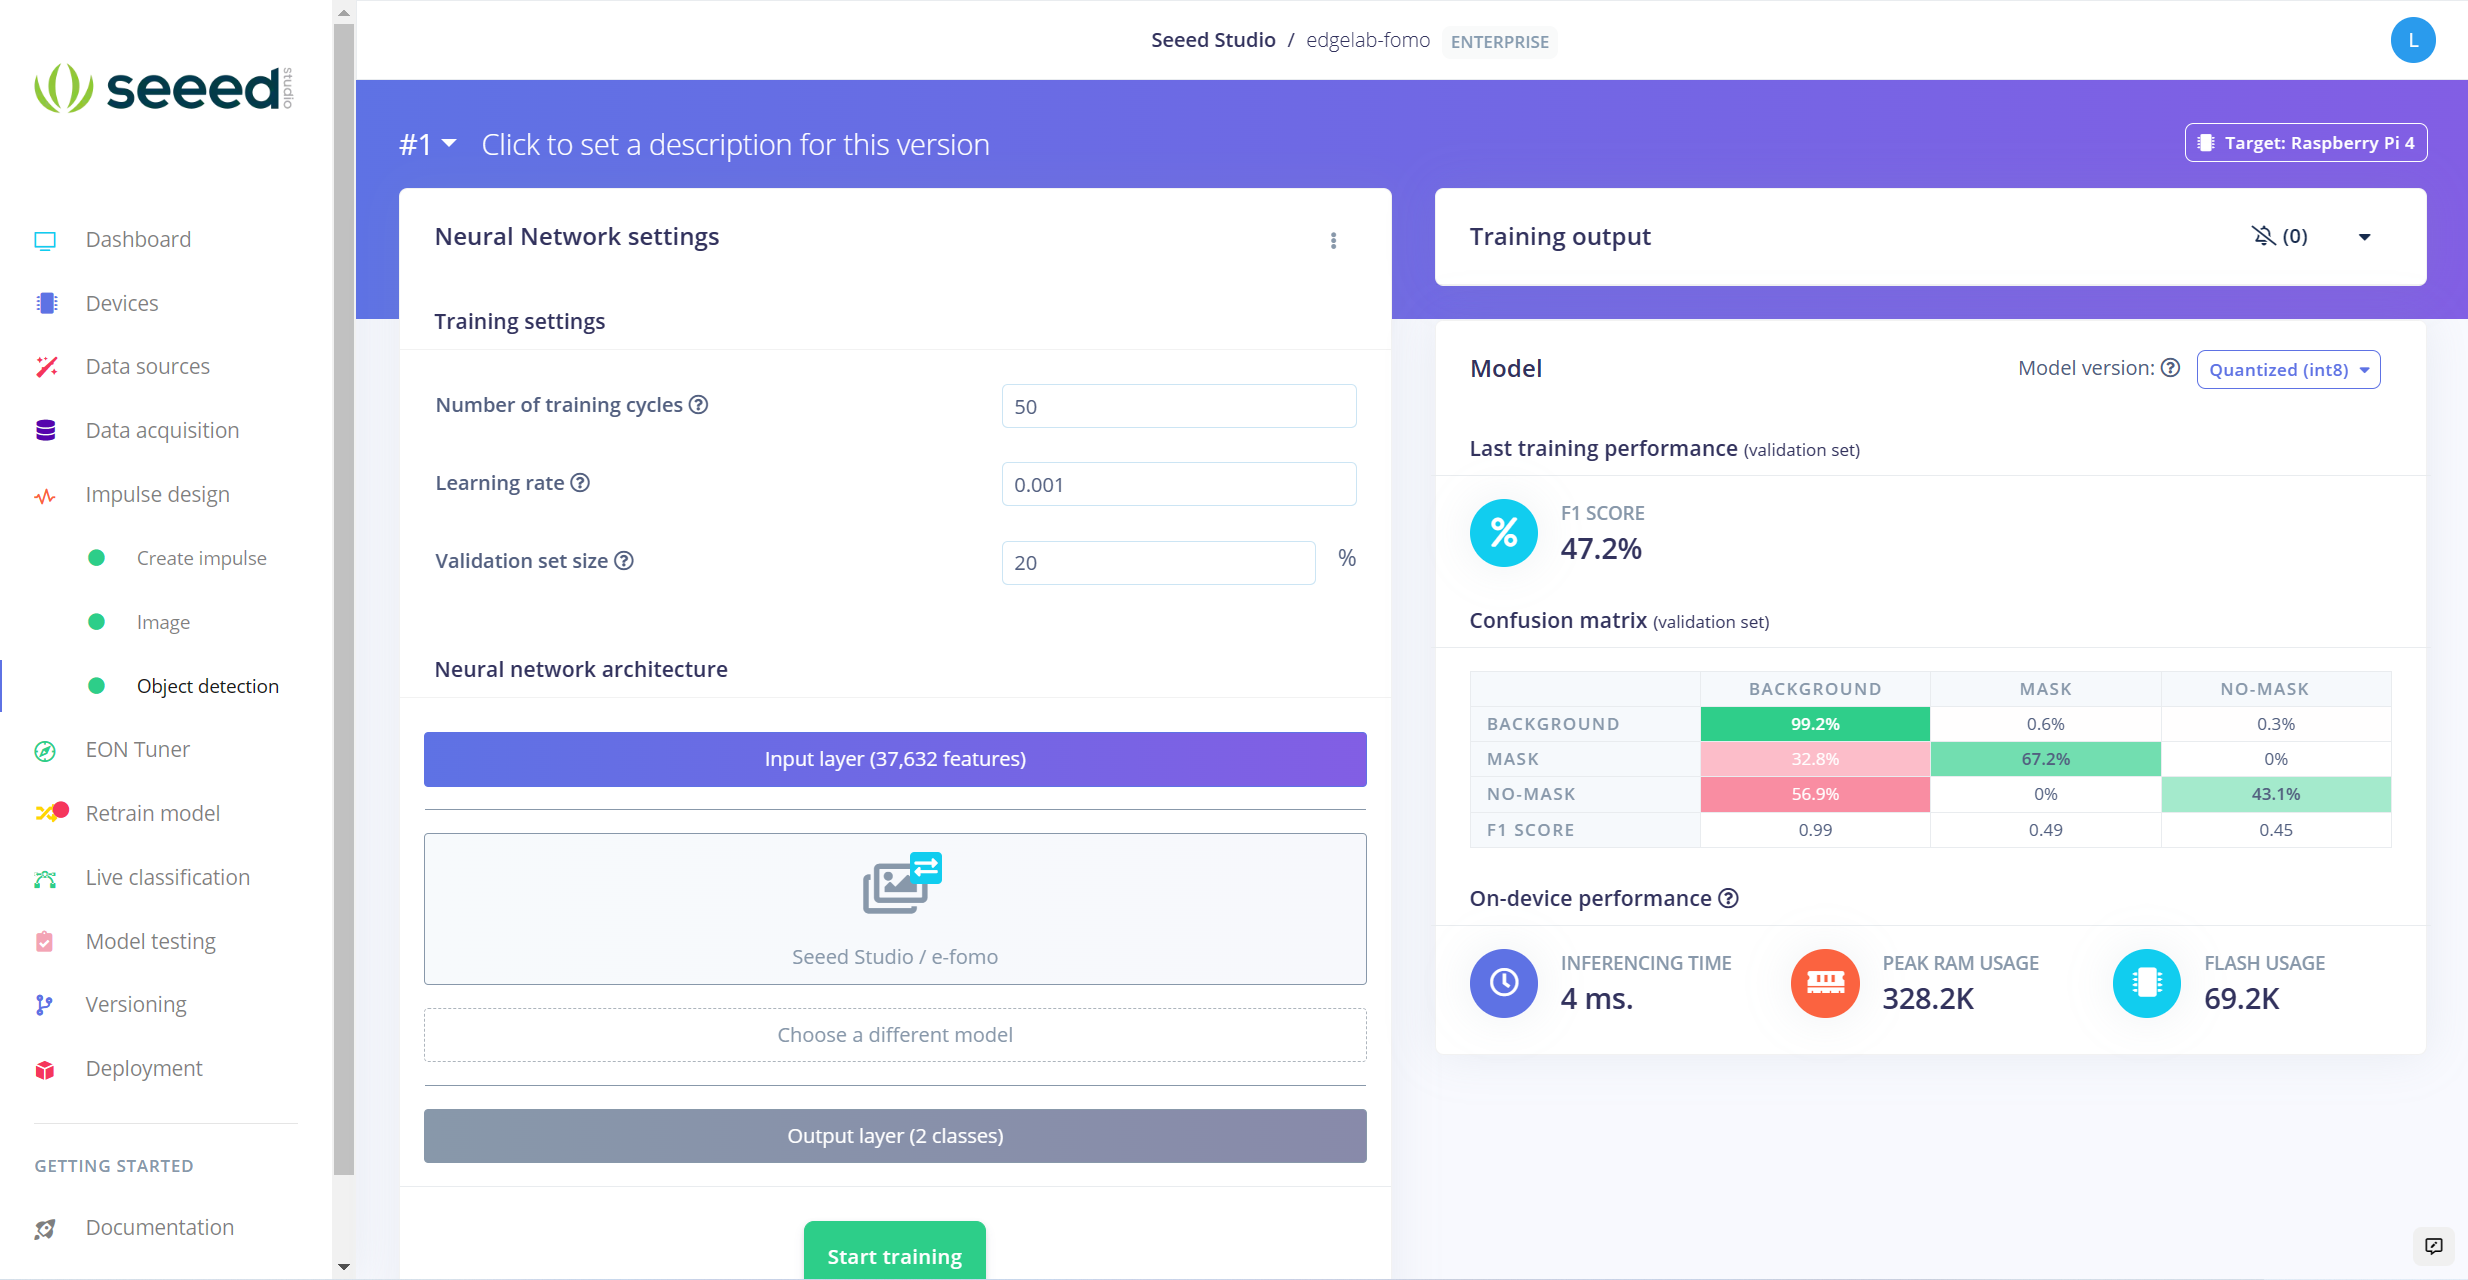 Seeed Studio / edgelab-fomo ENTERPRISE
L
seeed studio
#1 Click to set a description for this version
Target: Raspberry Pi 4
Dashboard
Devices
Data sources
Data acquisition
Impulse design
Create impulse
Image
Object detection
EON Tuner
Retrain model
Live classification
Model testing
Versioning
Deployment
GETTING STARTED
Documentation
Neural Network settings
Training settings
Number of training cycles ? 50
Learning rate ? 0.001
Validation set size ? 20 %
Neural network architecture
Input layer (37,632 features)
Seeed Studio / e-fomo
Choose a different model
Output layer (2 classes)
Start training
Training output (0)
Model Model version: ? Quantized (int8)
Last training performance (validation set)
%
F1 SCORE
47.2%
Confusion matrix (validation set)
BACKGROUND MASK NO-MASK
BACKGROUND 99.2% 0.6% 0.3%
MASK 32.8% 67.2% 0%
NO-MASK 56.9% 0% 43.1%
F1 SCORE 0.99 0.49 0.45
On-device performance ?
INFERENCING TIME PEAK RAM USAGE FLASH USAGE
4 ms. 328.2K 69.2K